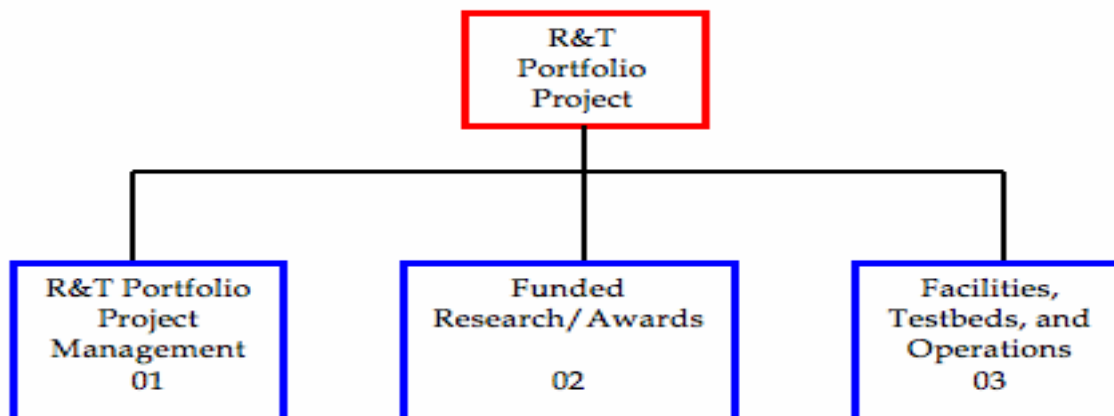 R&T
Portfolio
Project
R&T Portfolio
Project
Management
01
Funded
Research/Awards
02
Facilities,
Testbeds, and
Operations
03